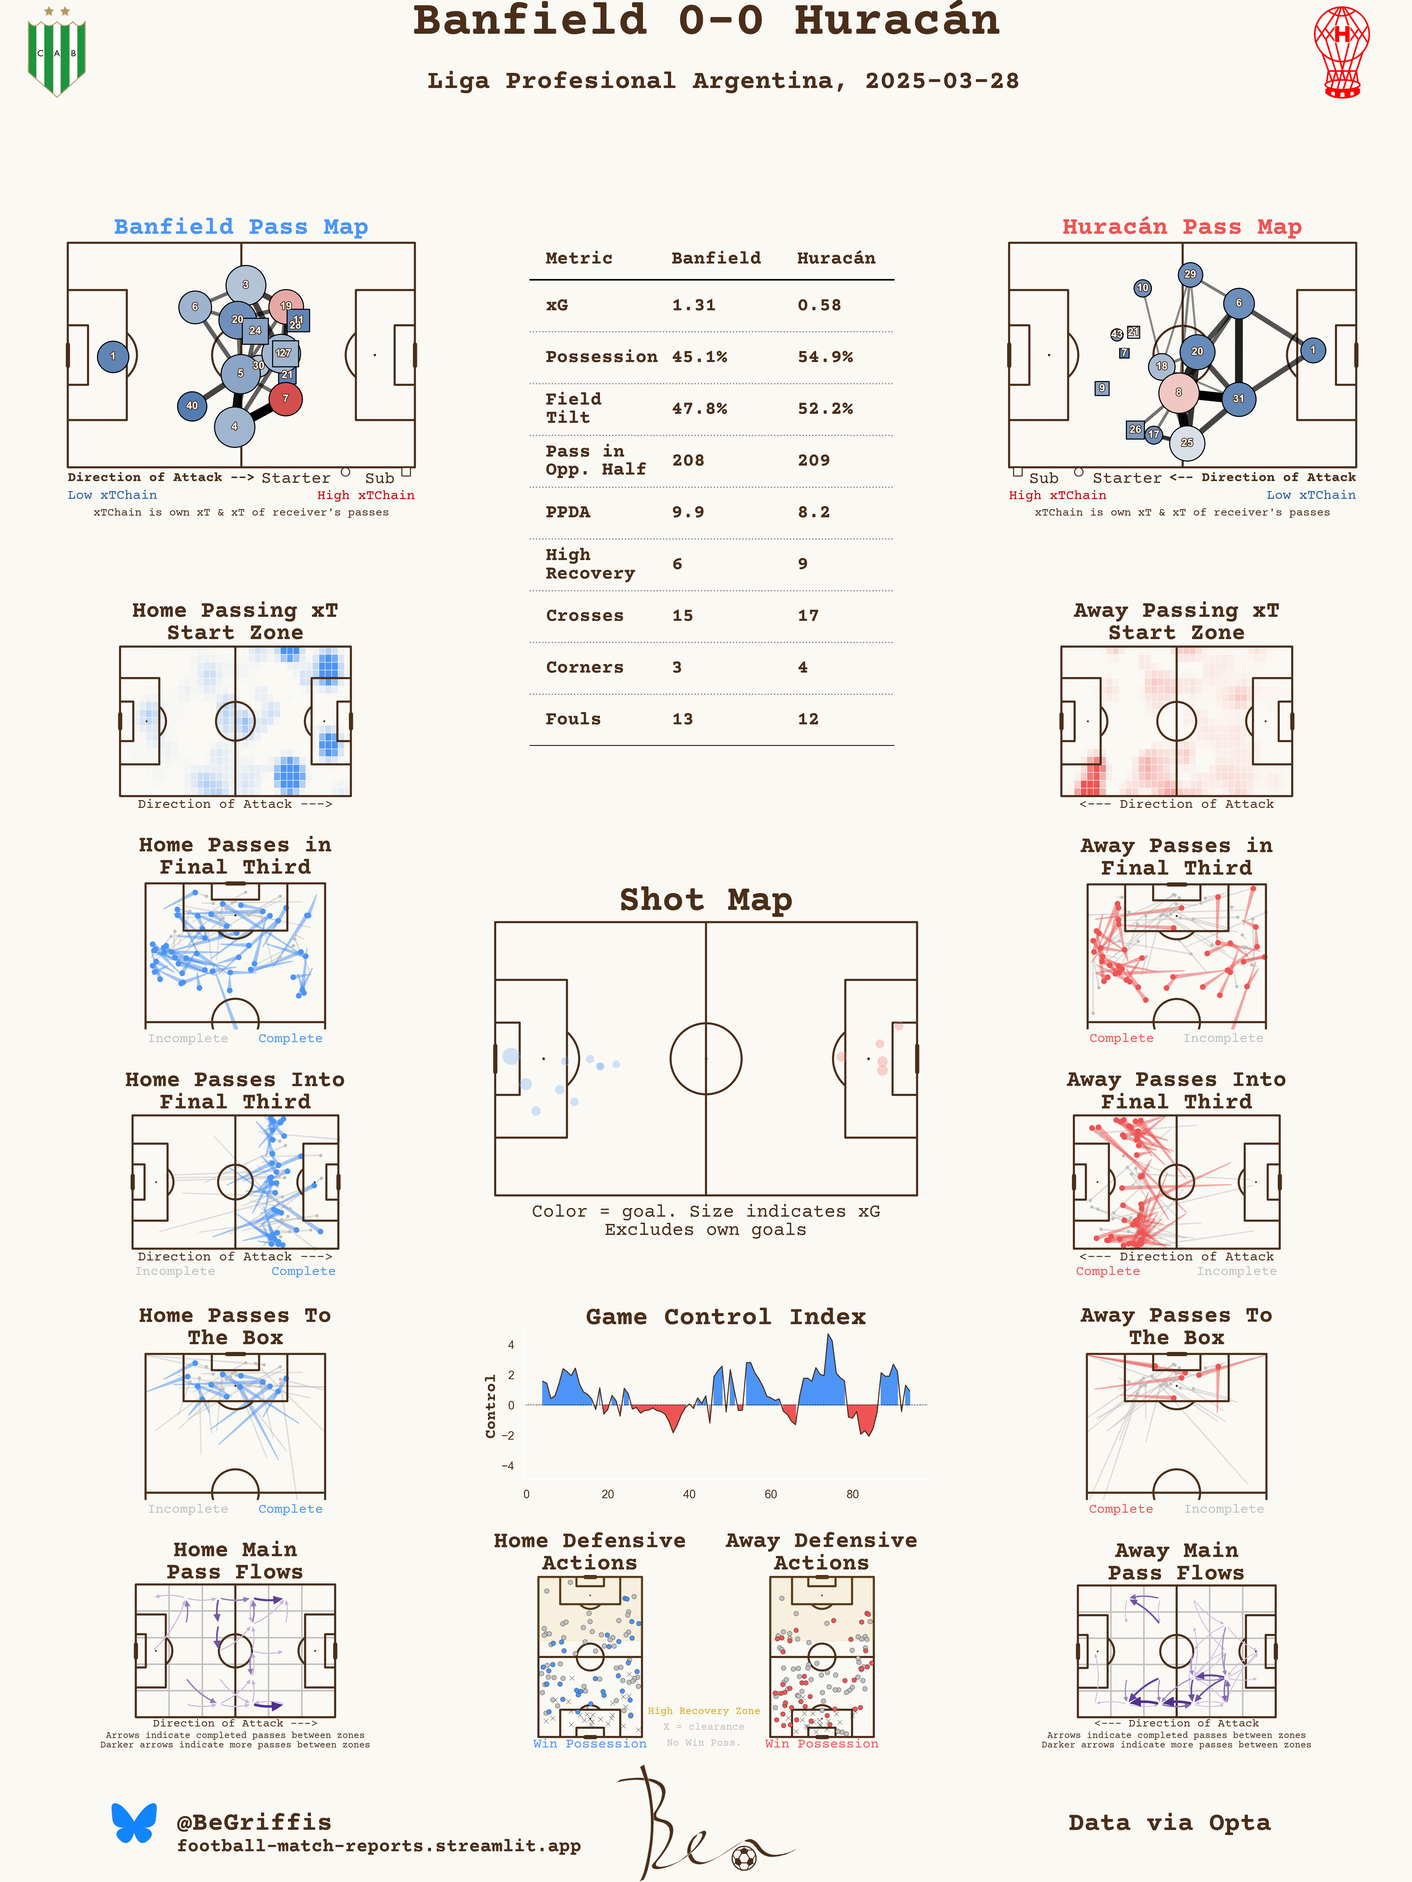 Banfield 0-0 Huracán
Liga Profesional Argentina, 2025-03-28
C A B
H
Banfield Pass Map
3
6
19
20
11
28
24
1
127
30
5
21
40
7
4
Direction of Attack --> Starter Sub
Low xTChain High xTChain
xTChain is own xT & xT of receiver's passes
Metric Banfield Huracán
xG 1.31 0.58
Possession 45.1% 54.9%
Field
Tilt 47.8% 52.2%
Pass in
Opp. Half 208 209
PPDA 9.9 8.2
High
Recovery 6 9
Crosses 15 17
Corners 3 4
Fouls 13 12
Huracán Pass Map
29
10
6
43
21
7
20
1
18
9
8
31
26
17
25
Sub Starter <-- Direction of Attack
High xTChain Low xTChain
xTChain is own xT & xT of receiver's passes
Home Passing xT
Start Zone
Direction of Attack --->
Away Passing xT
Start Zone
<--- Direction of Attack
Home Passes in
Final Third
Incomplete Complete
Away Passes in
Final Third
Complete Incomplete
Shot Map
Color = goal. Size indicates xG
Excludes own goals
Home Passes Into
Final Third
Direction of Attack --->
Incomplete Complete
Away Passes Into
Final Third
<--- Direction of Attack
Complete Incomplete
Home Passes To
The Box
Incomplete Complete
Game Control Index
Control
4
2
0
−2
−4
0 20 40 60 80
Away Passes To
The Box
Complete Incomplete
Home Main
Pass Flows
Direction of Attack --->
Arrows indicate completed passes between zones
Darker arrows indicate more passes between zones
Home Defensive
Actions
Win Possession
High Recovery Zone
X = clearance
No Win Poss.
Away Defensive
Actions
Win Possession
Away Main
Pass Flows
<--- Direction of Attack
Arrows indicate completed passes between zones
Darker arrows indicate more passes between zones
@BeGriffis
football-match-reports.streamlit.app
Ben
Data via Opta